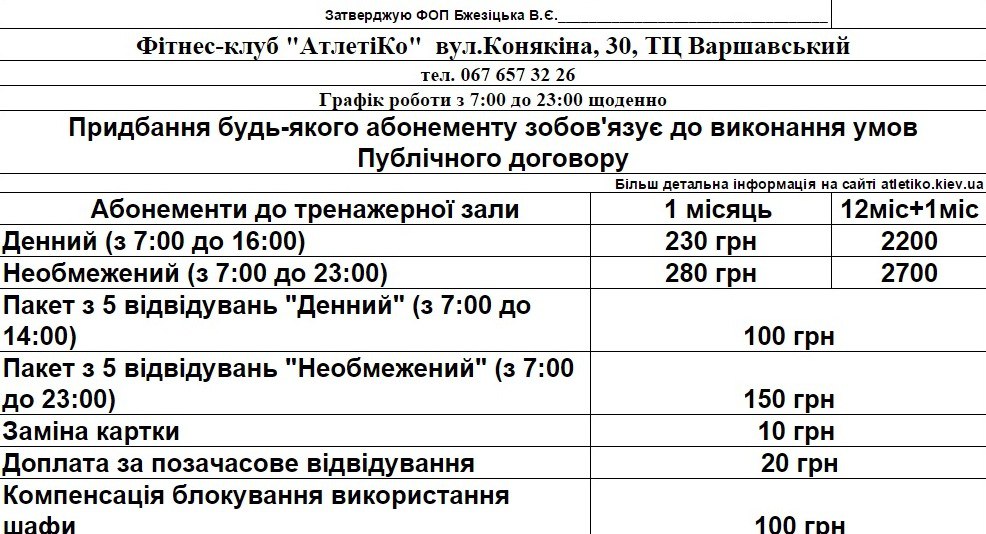 Затверджую ФОП Бжезіцька В.Є.__________________________________
Фітнес-клуб "АтлетіКо" вул.Конякіна, 30, ТЦ Варшавський
тел. 067 657 32 26
Графік роботи з 7:00 до 23:00 щоденно
Придбання будь-якого абонементу зобов'язує до виконання умов
Публічного договору
Більш детальна інформація на сайті atletiko.kiev.ua
Абонементи до тренажерної зали 1 місяць 12міс+1міс
Денний (з 7:00 до 16:00) 230 грн 2200
Необмежений (з 7:00 до 23:00) 280 грн 2700
Пакет з 5 відвідувань "Денний" (з 7:00 до
14:00) 100 грн
Пакет з 5 відвідувань "Необмежений" (з 7:00
до 23:00) 150 грн
Заміна картки 10 грн
Доплата за позачасове відвідування 20 грн
Компенсація блокування використання
шафи 100 грн